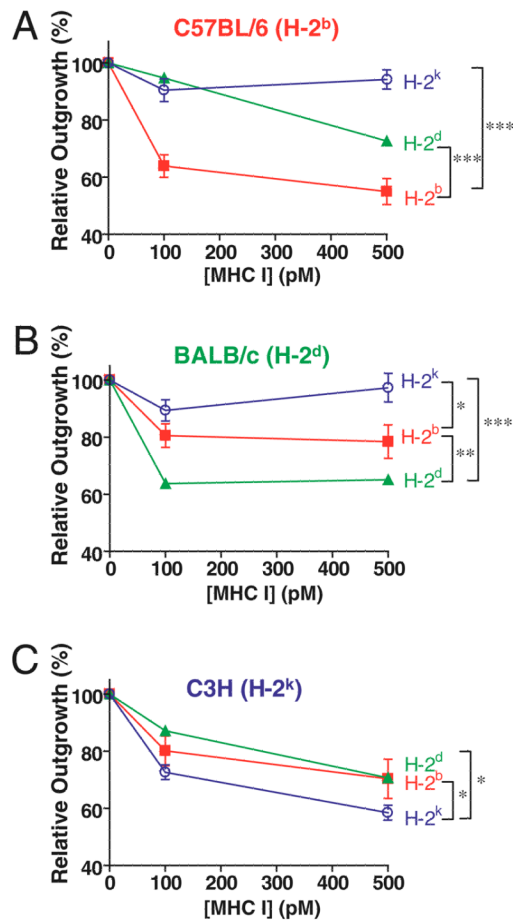 A
C57BL/6 (H-2ᵇ)
Relative Outgrowth (%)
100
80
60
40
0 100 200 300 400 500
[MHC I] (pM)
H-2ᵏ
H-2ᵈ
H-2ᵇ
***
***
B
BALB/c (H-2ᵈ)
Relative Outgrowth (%)
100
80
60
40
0 100 200 300 400 500
[MHC I] (pM)
H-2ᵏ
H-2ᵇ
H-2ᵈ
*
**
***
C
C3H (H-2ᵏ)
Relative Outgrowth (%)
100
80
60
40
0 100 200 300 400 500
[MHC I] (pM)
H-2ᵈ
H-2ᵇ
H-2ᵏ
*
*